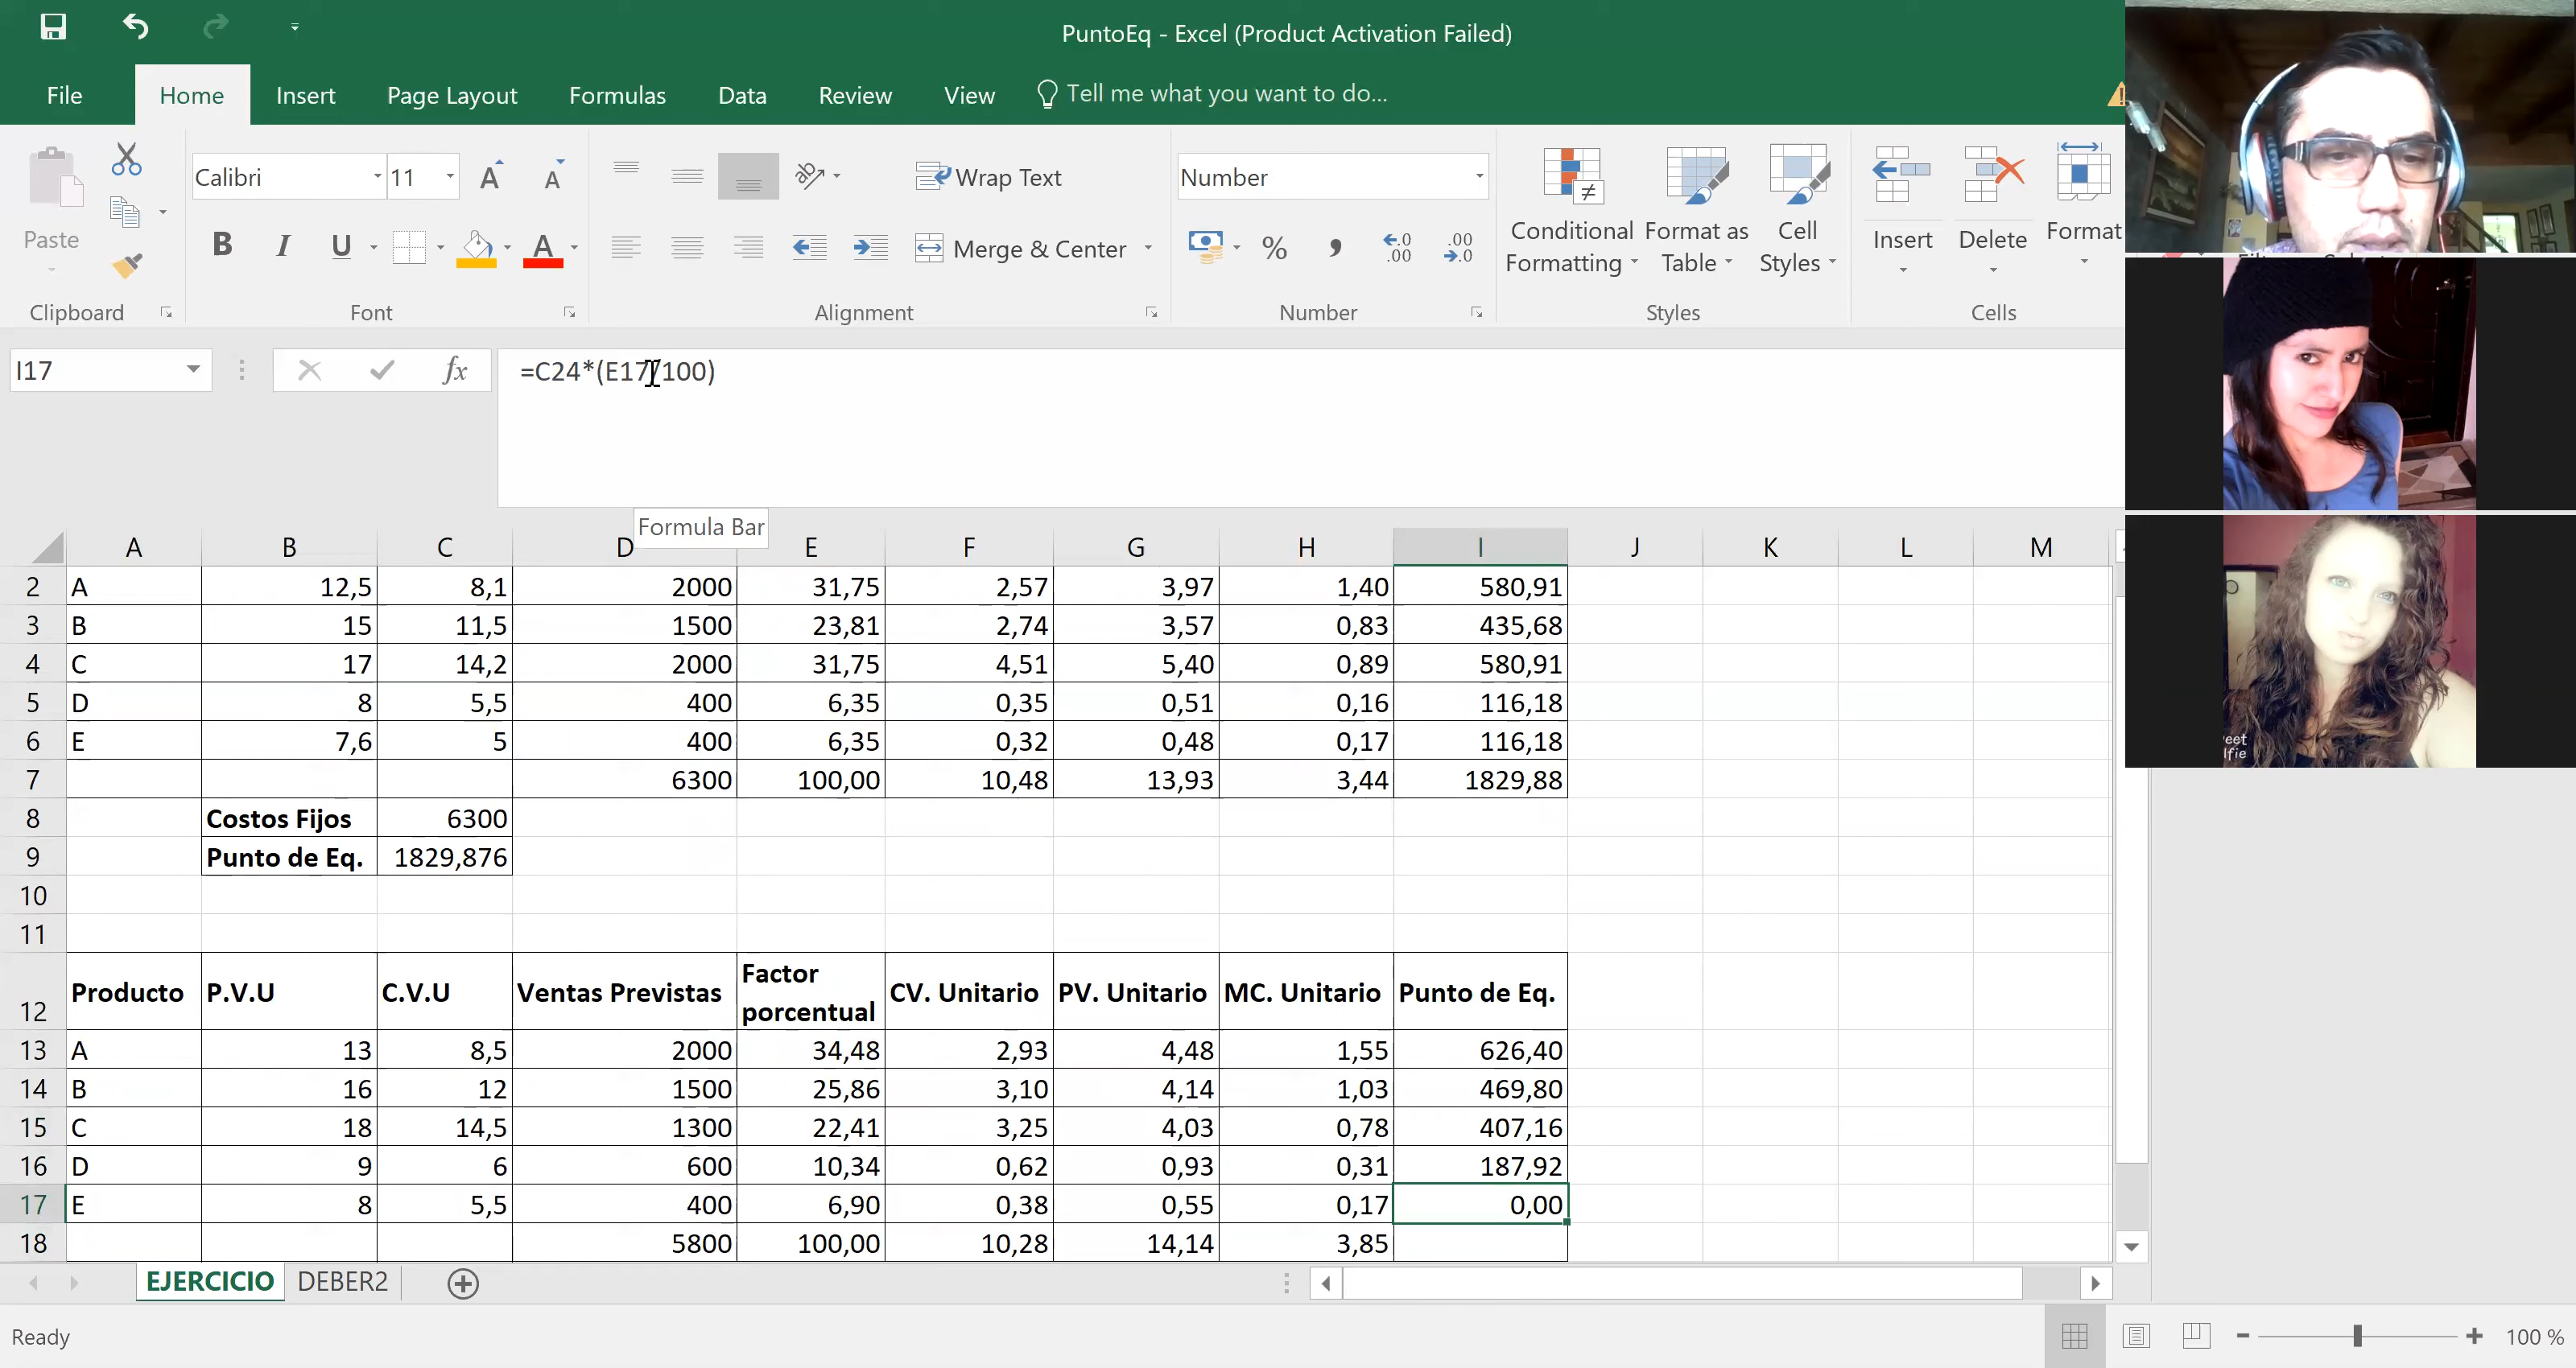 PuntoEq - Excel (Product Activation Failed)
File Home Insert Page Layout Formulas Data Review View Tell me what you want to do...
Calibri 11 Wrap Text Number
Paste Conditional Formatting Format as Table Cell Styles Insert Delete Format
B I U A Merge & Center % , .00
Clipboard Font Alignment Number Styles Cells
I17 fx =C24*(E17/100)
Formula Bar
A B C D E F G H I J K L M
2 A 12,5 8,1 2000 31,75 2,57 3,97 1,40 580,91
3 B 15 11,5 1500 23,81 2,74 3,57 0,83 435,68
4 C 17 14,2 2000 31,75 4,51 5,40 0,89 580,91
5 D 8 5,5 400 6,35 0,35 0,51 0,16 116,18
6 E 7,6 5 400 6,35 0,32 0,48 0,17 116,18
7 6300 100,00 10,48 13,93 3,44 1829,88
8 Costos Fijos 6300
9 Punto de Eq. 1829,876
10
11
12 Producto P.V.U C.V.U Ventas Previstas Factor porcentual CV. Unitario PV. Unitario MC. Unitario Punto de Eq.
13 A 13 8,5 2000 34,48 2,93 4,48 1,55 626,40
14 B 16 12 1500 25,86 3,10 4,14 1,03 469,80
15 C 18 14,5 1300 22,41 3,25 4,03 0,78 407,16
16 D 9 6 600 10,34 0,62 0,93 0,31 187,92
17 E 8 5,5 400 6,90 0,38 0,55 0,17 0,00
18 5800 100,00 10,28 14,14 3,85
EJERCICIO DEBER2
Ready 100 %